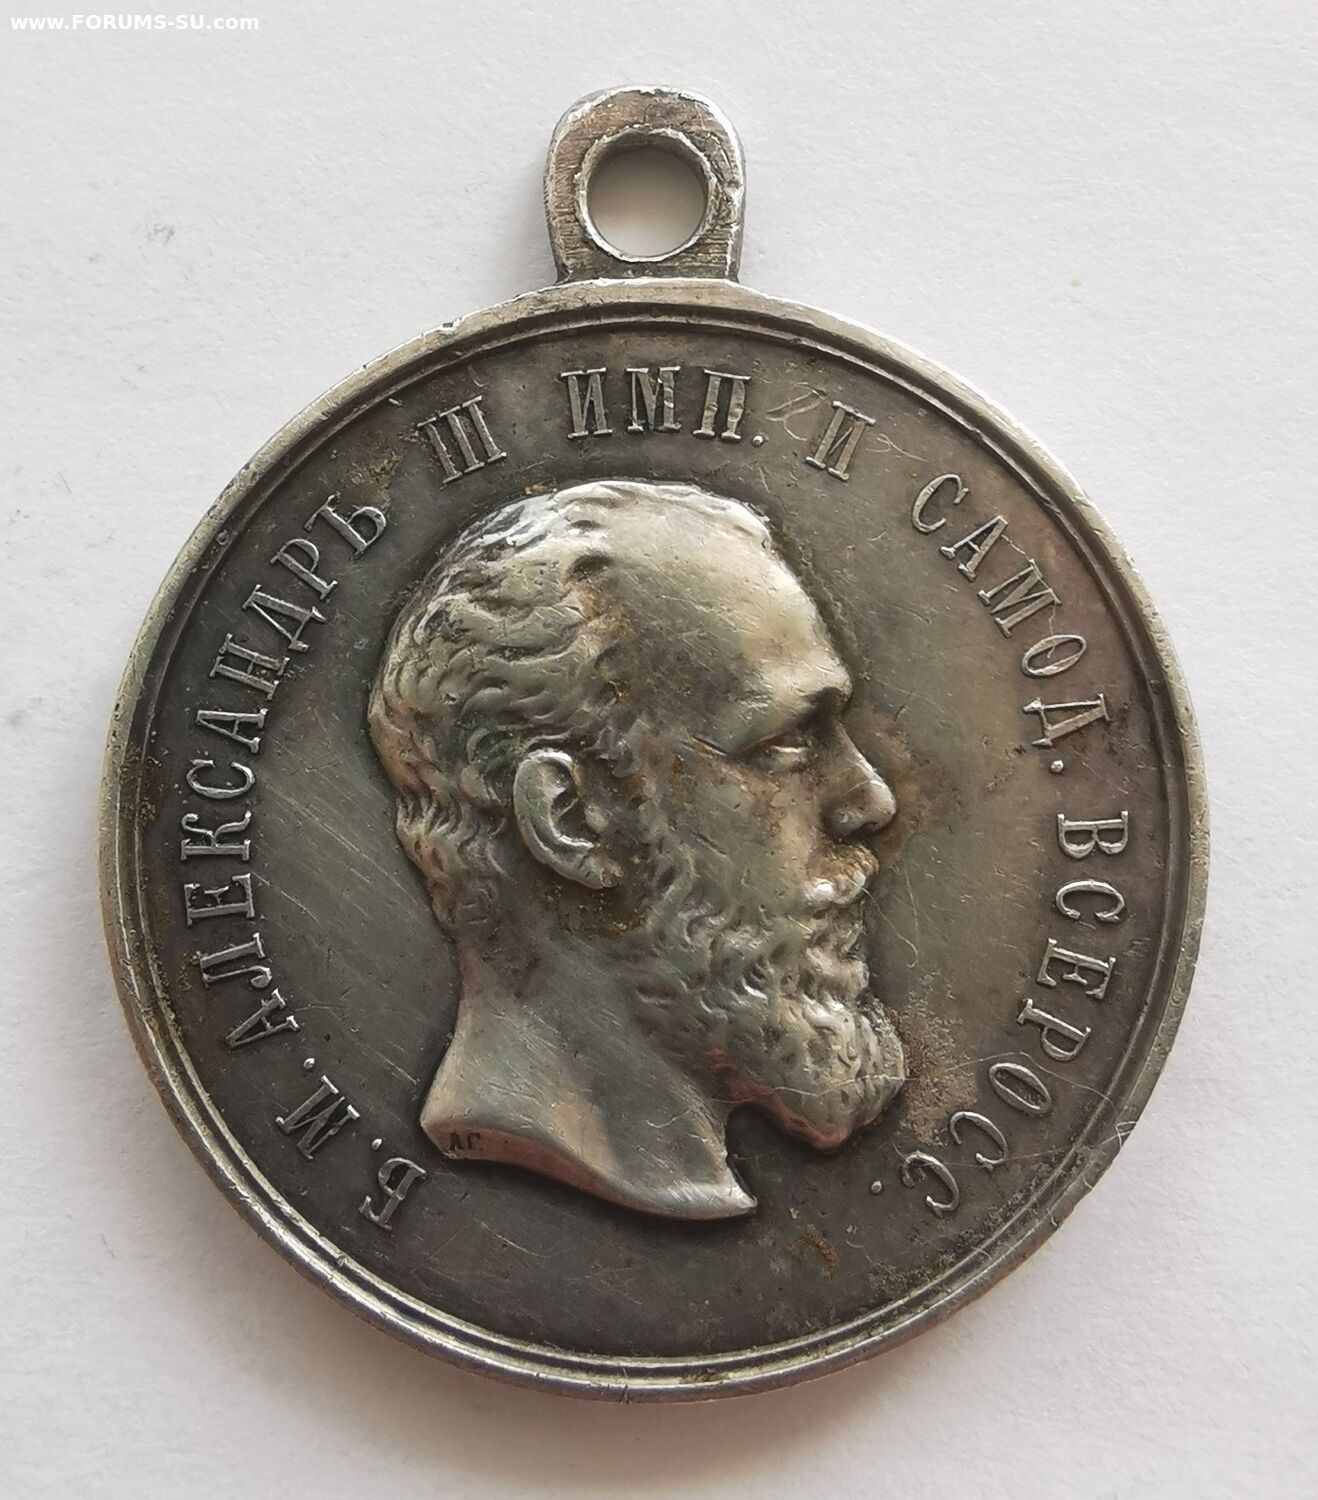 www.FORUMS-SU.com
Б. М. АЛЕКСАНДРЪ III ИМП. И САМОД. ВСЕРОСС.
АГ.